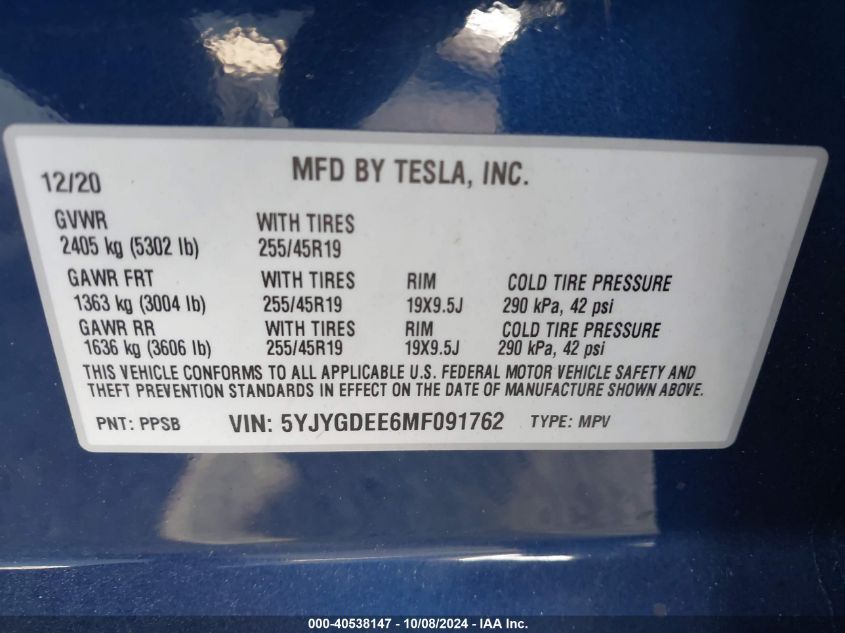 12/20 MFD BY TESLA, INC.
GVWR WITH TIRES
2405 kg (5302 lb) 255/45R19
GAWR FRT WITH TIRES RIM COLD TIRE PRESSURE
1363 kg (3004 lb) 255/45R19 19X9.5J 290 kPa, 42 psi
GAWR RR WITH TIRES RIM COLD TIRE PRESSURE
1636 kg (3606 lb) 255/45R19 19X9.5J 290 kPa, 42 psi
THIS VEHICLE CONFORMS TO ALL APPLICABLE U.S. FEDERAL MOTOR VEHICLE SAFETY AND
THEFT PREVENTION STANDARDS IN EFFECT ON THE DATE OF MANUFACTURE SHOWN ABOVE.
PNT: PPSB VIN: 5YJYGDEE6MF091762 TYPE: MPV
000-40538147 - 10/08/2024 - IAA Inc.